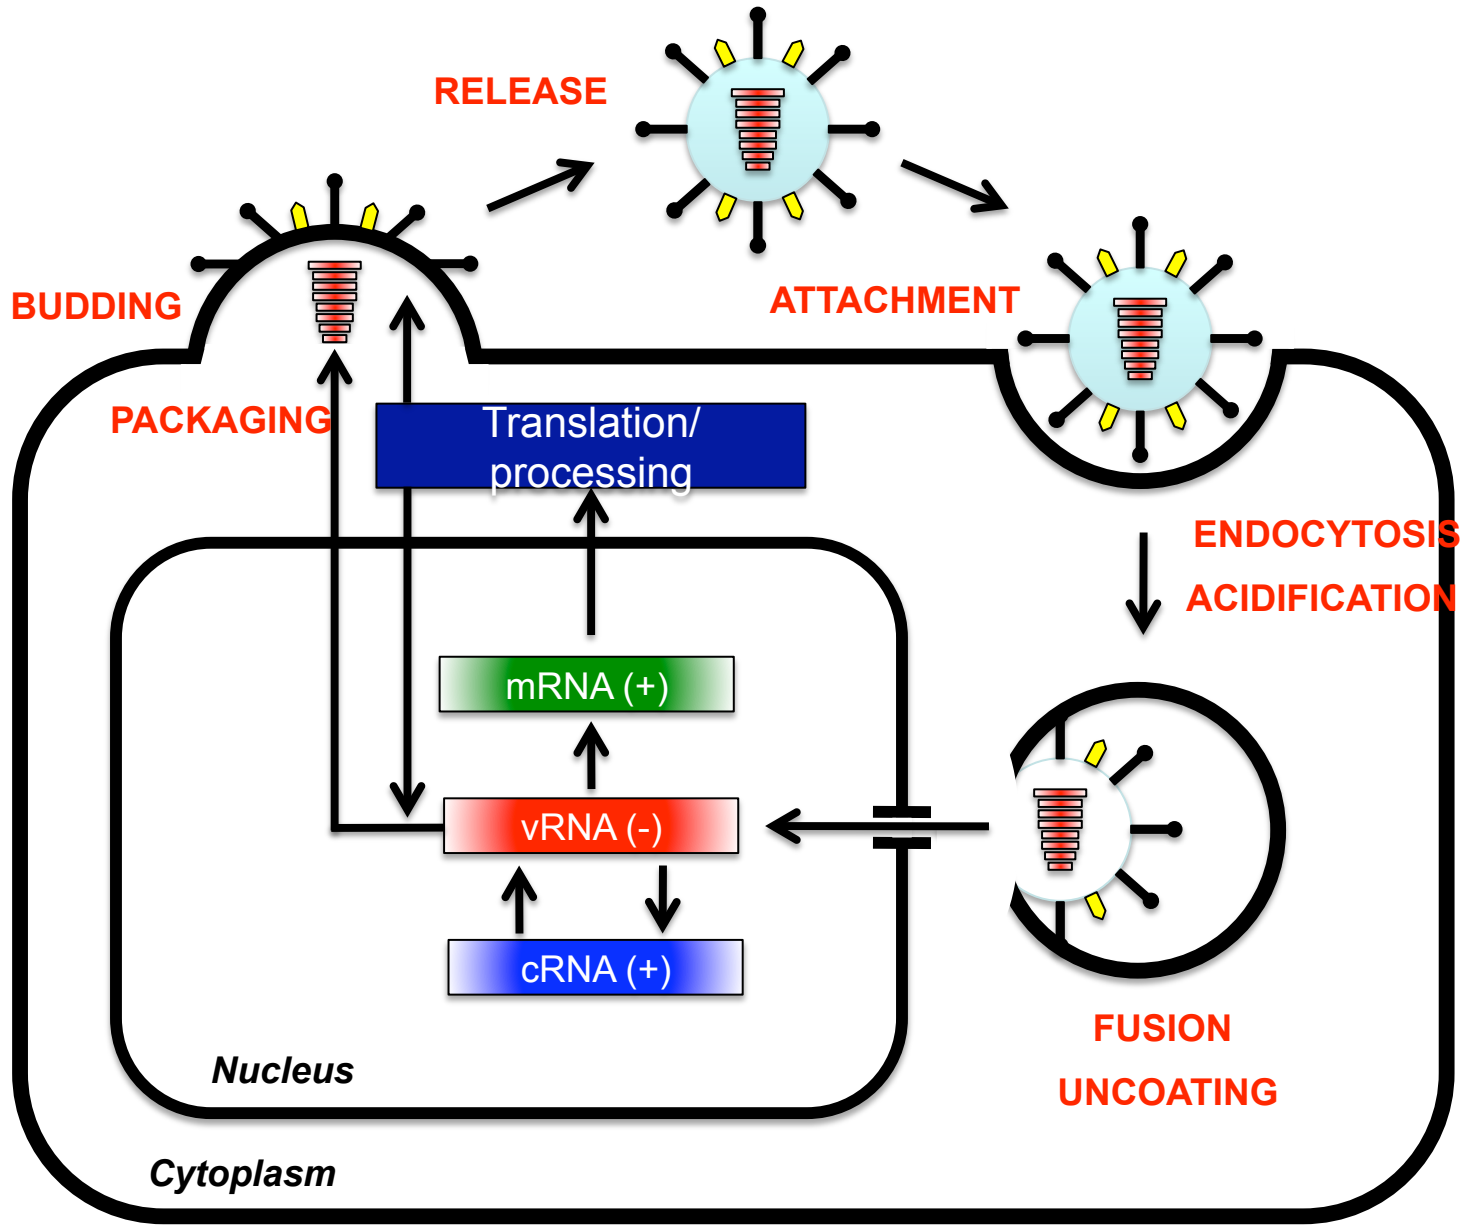 RELEASE
BUDDING
ATTACHMENT
PACKAGING
Translation/
processing
ENDOCYTOSIS
ACIDIFICATION
mRNA (+)
vRNA (-)
cRNA (+)
FUSION
UNCOATING
Nucleus
Cytoplasm